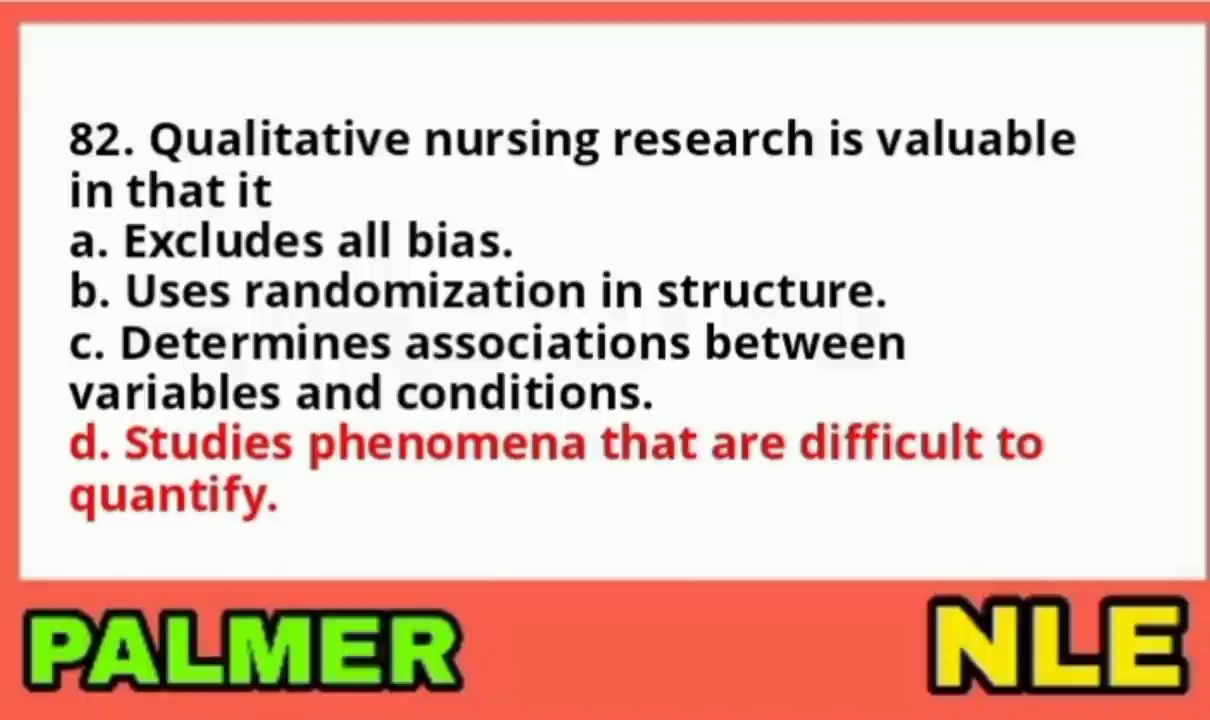 82. Qualitative nursing research is valuable
in that it
a. Excludes all bias.
b. Uses randomization in structure.
c. Determines associations between
variables and conditions.
d. Studies phenomena that are difficult to
quantify.
PALMER
NLE